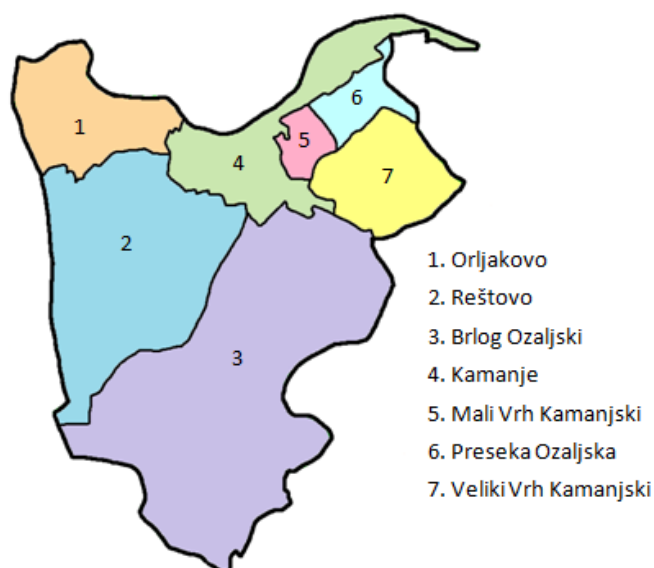 1
2
3
4
5
6
7
1. Orljakovo
2. Reštovo
3. Brlog Ozaljski
4. Kamanje
5. Mali Vrh Kamanjski
6. Preseka Ozaljska
7. Veliki Vrh Kamanjski